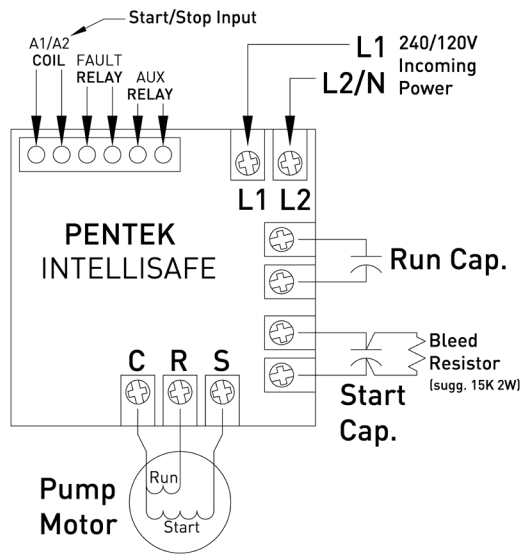 Start/Stop Input
A1/A2
COIL
FAULT
RELAY
AUX
RELAY
L1
L2/N
240/120V
Incoming
Power
L1 L2
PENTEK
INTELLISAFE
Run Cap.
Bleed
Resistor
(sugg. 15K 2W)
Start
Cap.
C R S
Run
Start
Pump
Motor